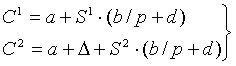 C¹ = a + S¹ · (b / p + d)
C² = a + Δ + S² · (b / p + d) }